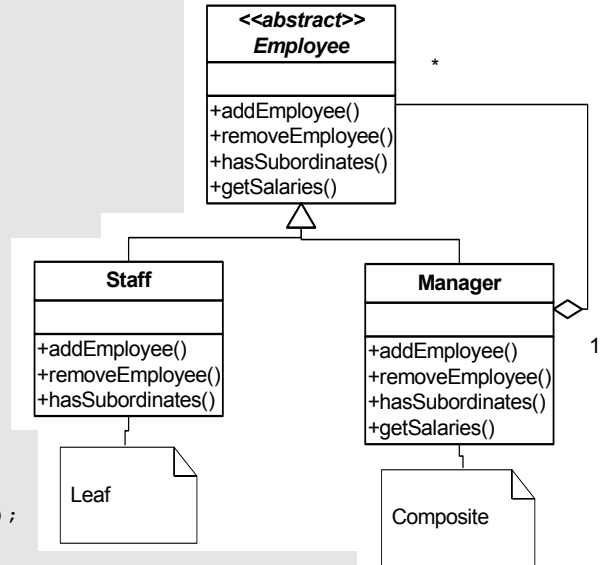 <<abstract>>
Employee
*
+addEmployee()
+removeEmployee()
+hasSubordinates()
+getSalaries()
Staff
+addEmployee()
+removeEmployee()
+hasSubordinates()
Manager
1
+addEmployee()
+removeEmployee()
+hasSubordinates()
+getSalaries()
Leaf
);
Composite